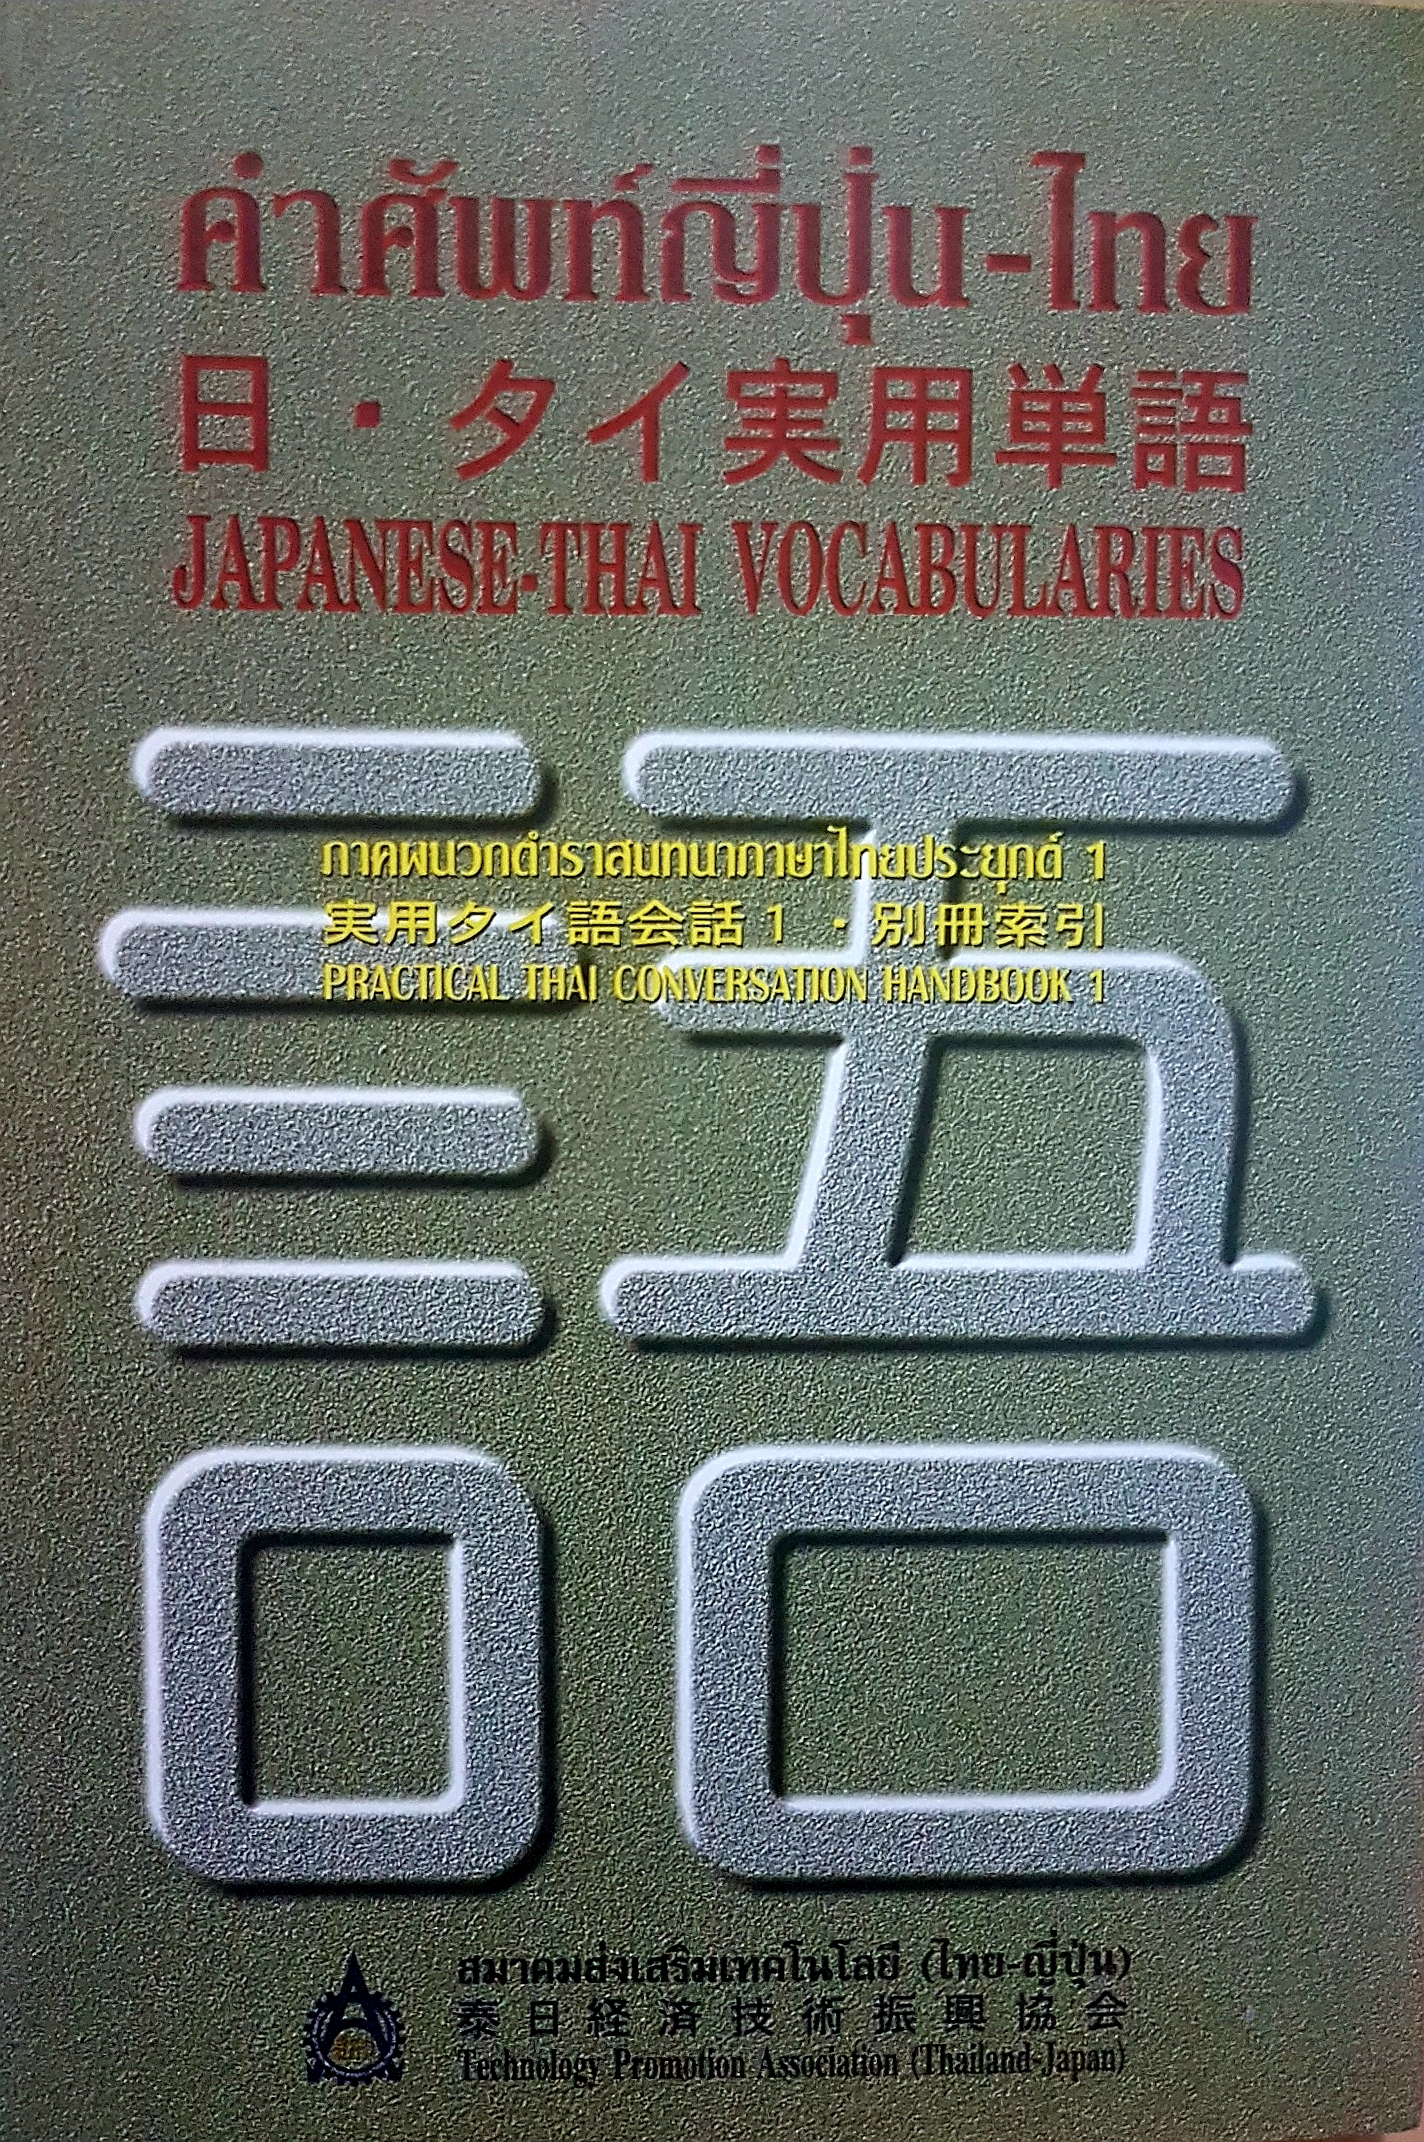 คำศัพท์ญี่ปุ่น-ไทย
日・タイ実用単語
JAPANESE-THAI VOCABULARIES
ภาคผนวกตำราสนทนาภาษาไทยประยุกต์ 1
実用タイ語会話 1 ・別冊索引
PRACTICAL THAI CONVERSATION HANDBOOK 1
語
สมาคมส่งเสริมเทคโนโลยี (ไทย-ญี่ปุ่น)
泰日経済技術振興協会
Technology Promotion Association (Thailand-Japan)